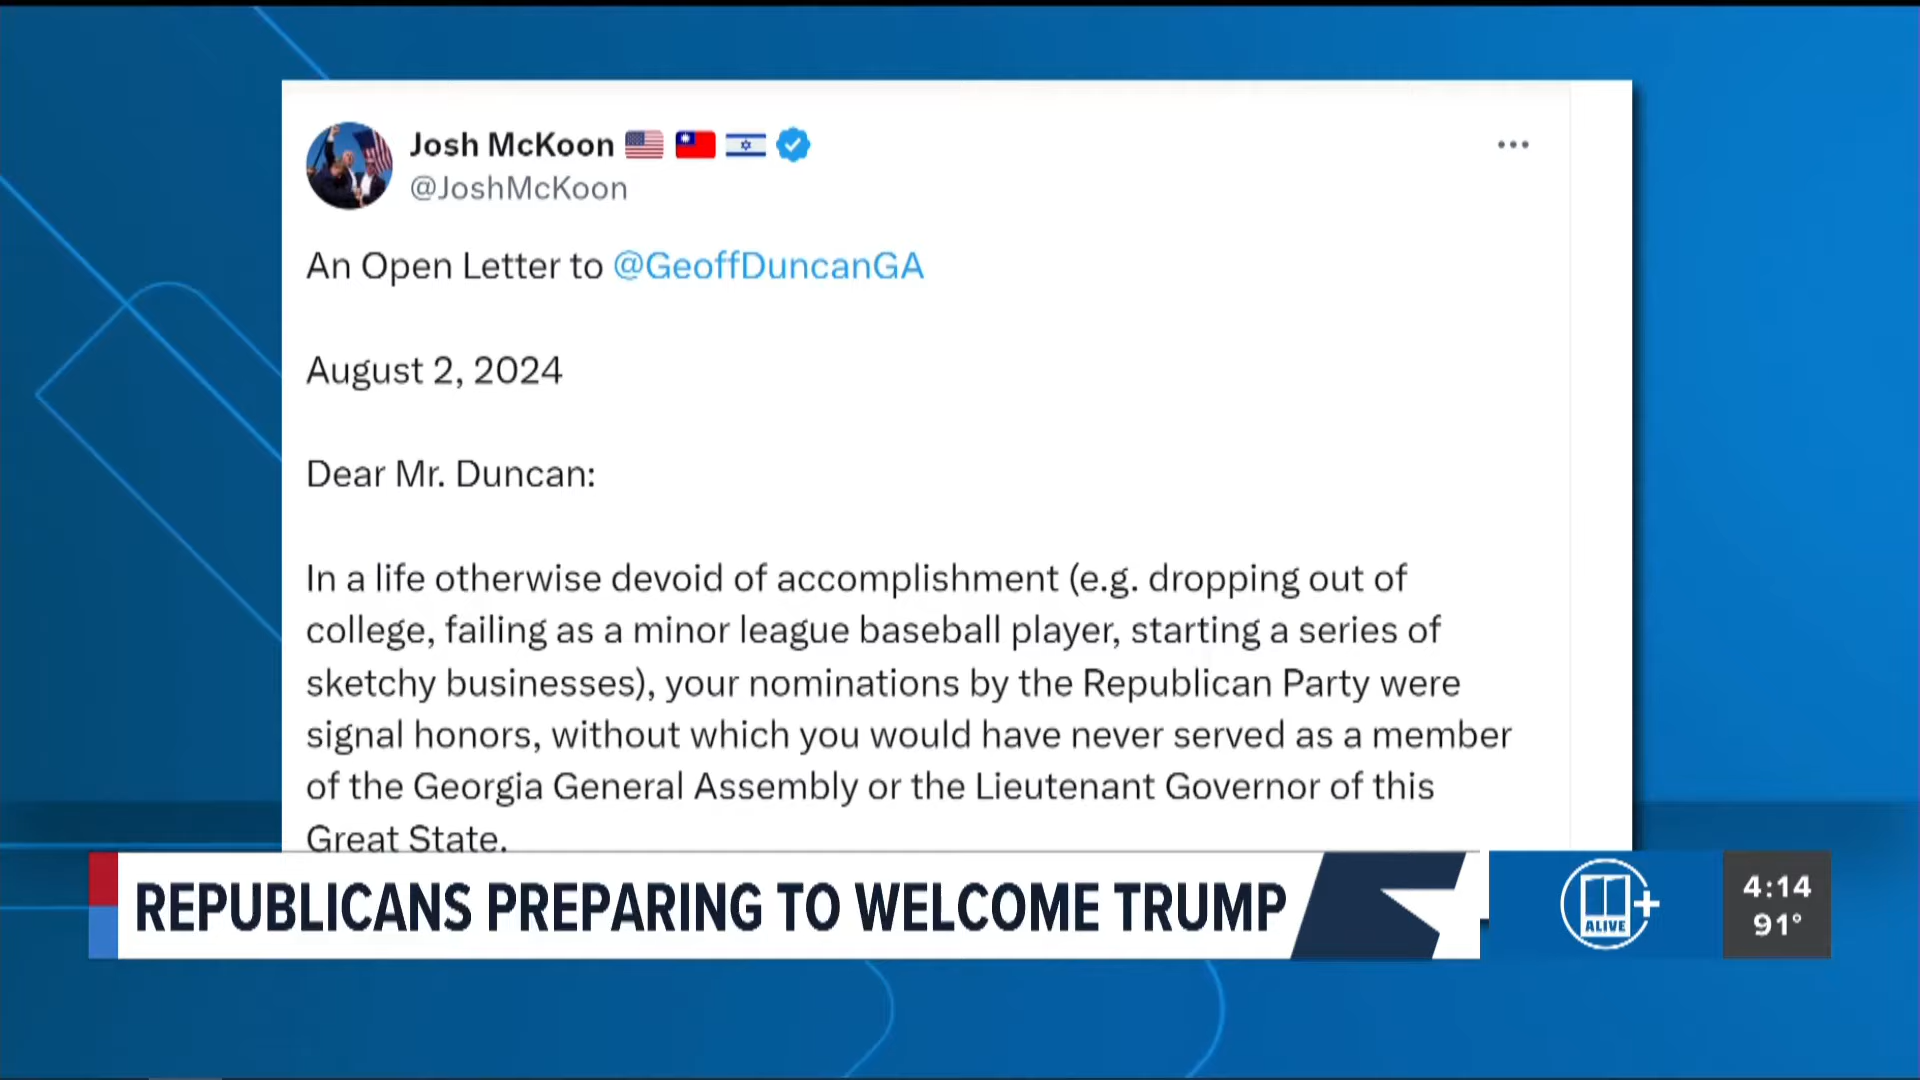 Josh McKoon 🇺🇸 🇹🇼 🇮🇱
@JoshMcKoon
An Open Letter to @GeoffDuncanGA
August 2, 2024
Dear Mr. Duncan:
In a life otherwise devoid of accomplishment (e.g. dropping out of
college, failing as a minor league baseball player, starting a series of
sketchy businesses), your nominations by the Republican Party were
signal honors, without which you would have never served as a member
of the Georgia General Assembly or the Lieutenant Governor of this
Great State.
REPUBLICANS PREPARING TO WELCOME TRUMP
11 ALIVE +
4:14
91°